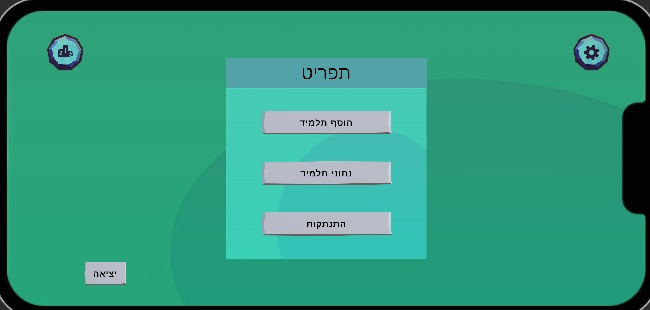 תפריט
הוסף תלמיד
נתוני תלמיד
התנתקות
יציאה